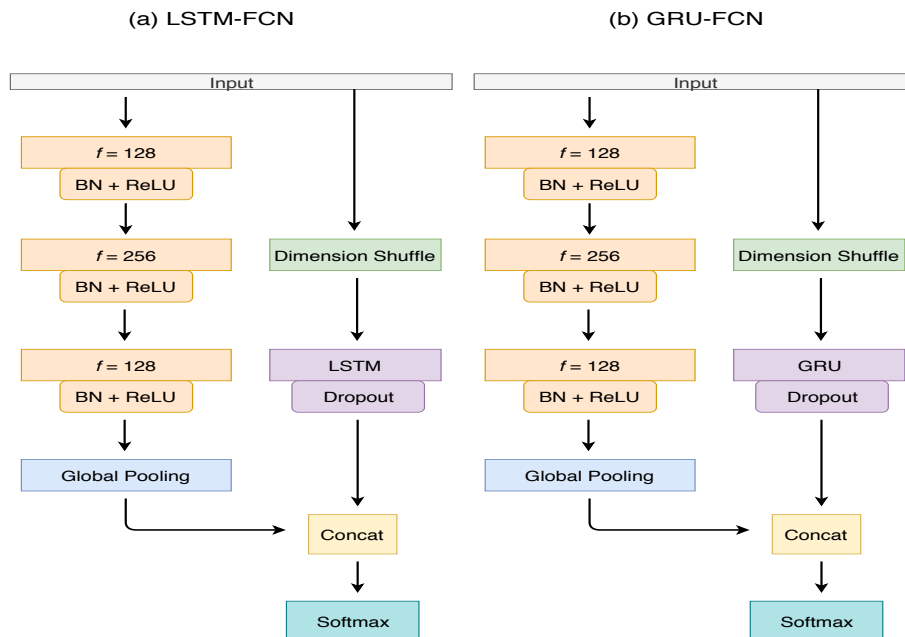 (a) LSTM-FCN
Input
f = 128
BN + ReLU
f = 256
BN + ReLU
Dimension Shuffle
f = 128
BN + ReLU
LSTM
Dropout
Global Pooling
Concat
Softmax
(b) GRU-FCN
Input
f = 128
BN + ReLU
f = 256
BN + ReLU
Dimension Shuffle
f = 128
BN + ReLU
GRU
Dropout
Global Pooling
Concat
Softmax